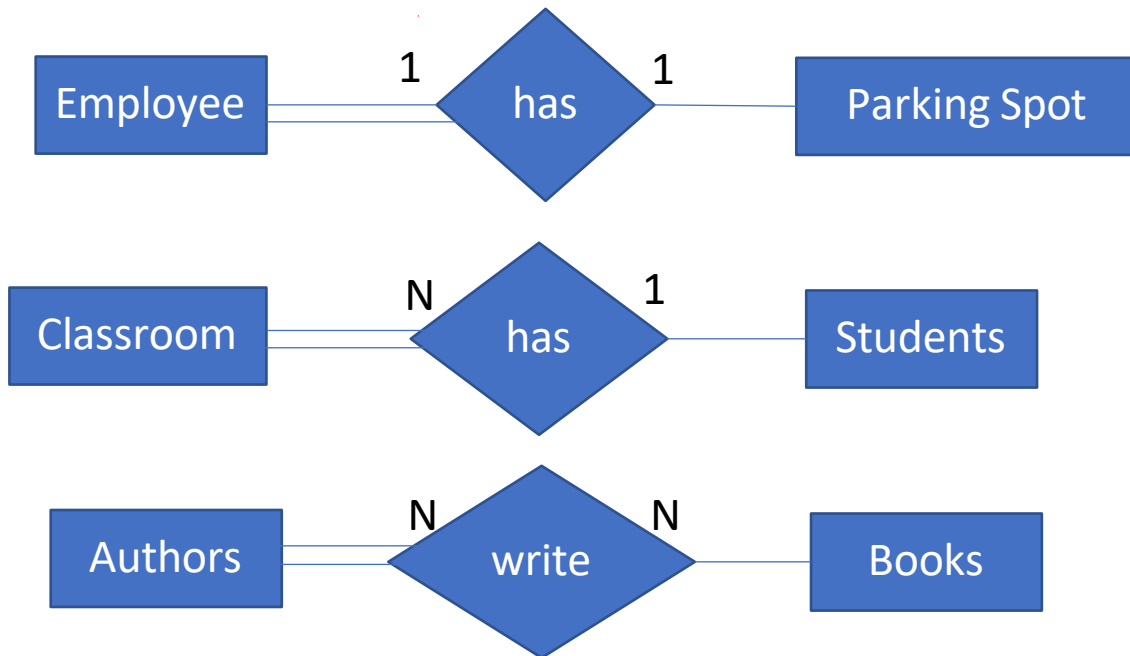 1 1
Employee has Parking Spot
N 1
Classroom has Students
N N
Authors write Books